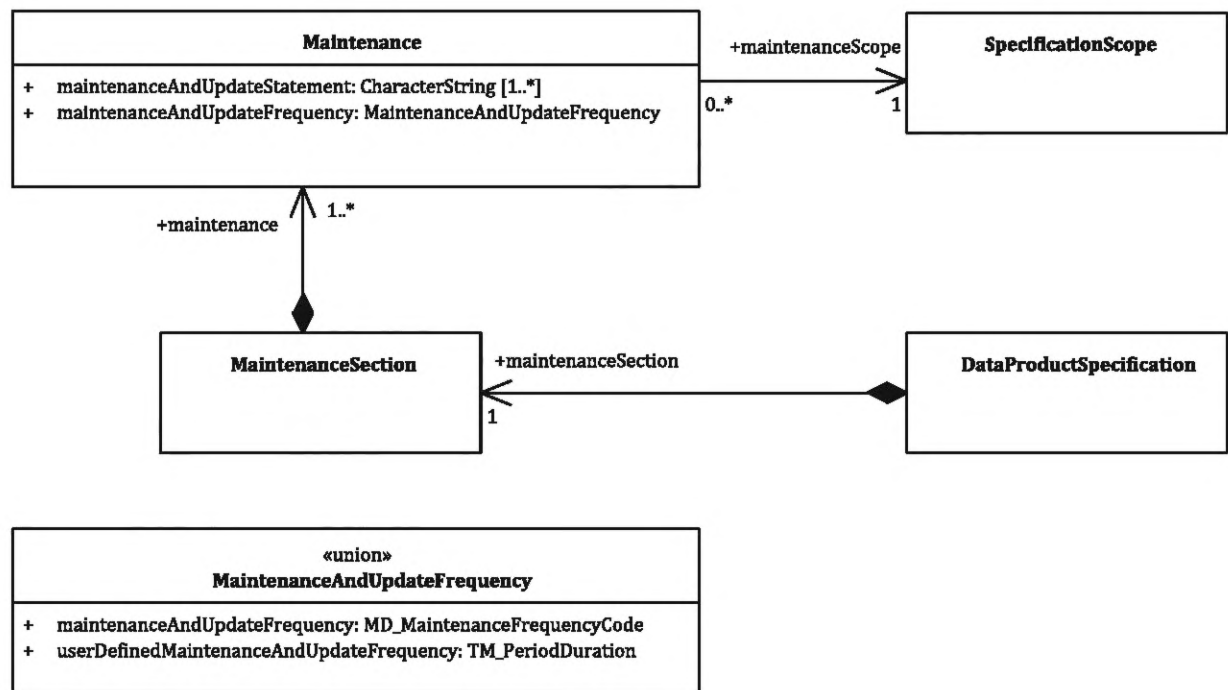 Maintenance
+ maintenanceAndUpdateStatement: CharacterString [1..*]
+ maintenanceAndUpdateFrequency: MaintenanceAndUpdateFrequency
+maintenanceScope
0..*
1
SpecificationScope
+maintenance
1..*
MaintenanceSection
+maintenanceSection
1
DataProductSpecification
«union»
MaintenanceAndUpdateFrequency
+ maintenanceAndUpdateFrequency: MD_MaintenanceFrequencyCode
+ userDefinedMaintenanceAndUpdateFrequency: TM_PeriodDuration